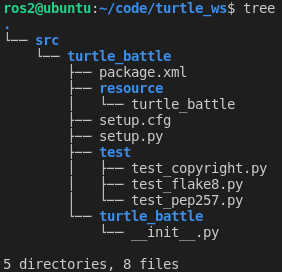 ros2@ubuntu:~/code/turtle_ws$ tree
.
└── src
    └── turtle_battle
        ├── package.xml
        ├── resource
        │   └── turtle_battle
        ├── setup.cfg
        ├── setup.py
        ├── test
        │   ├── test_copyright.py
        │   ├── test_flake8.py
        │   └── test_pep257.py
        └── turtle_battle
            └── __init__.py

5 directories, 8 files